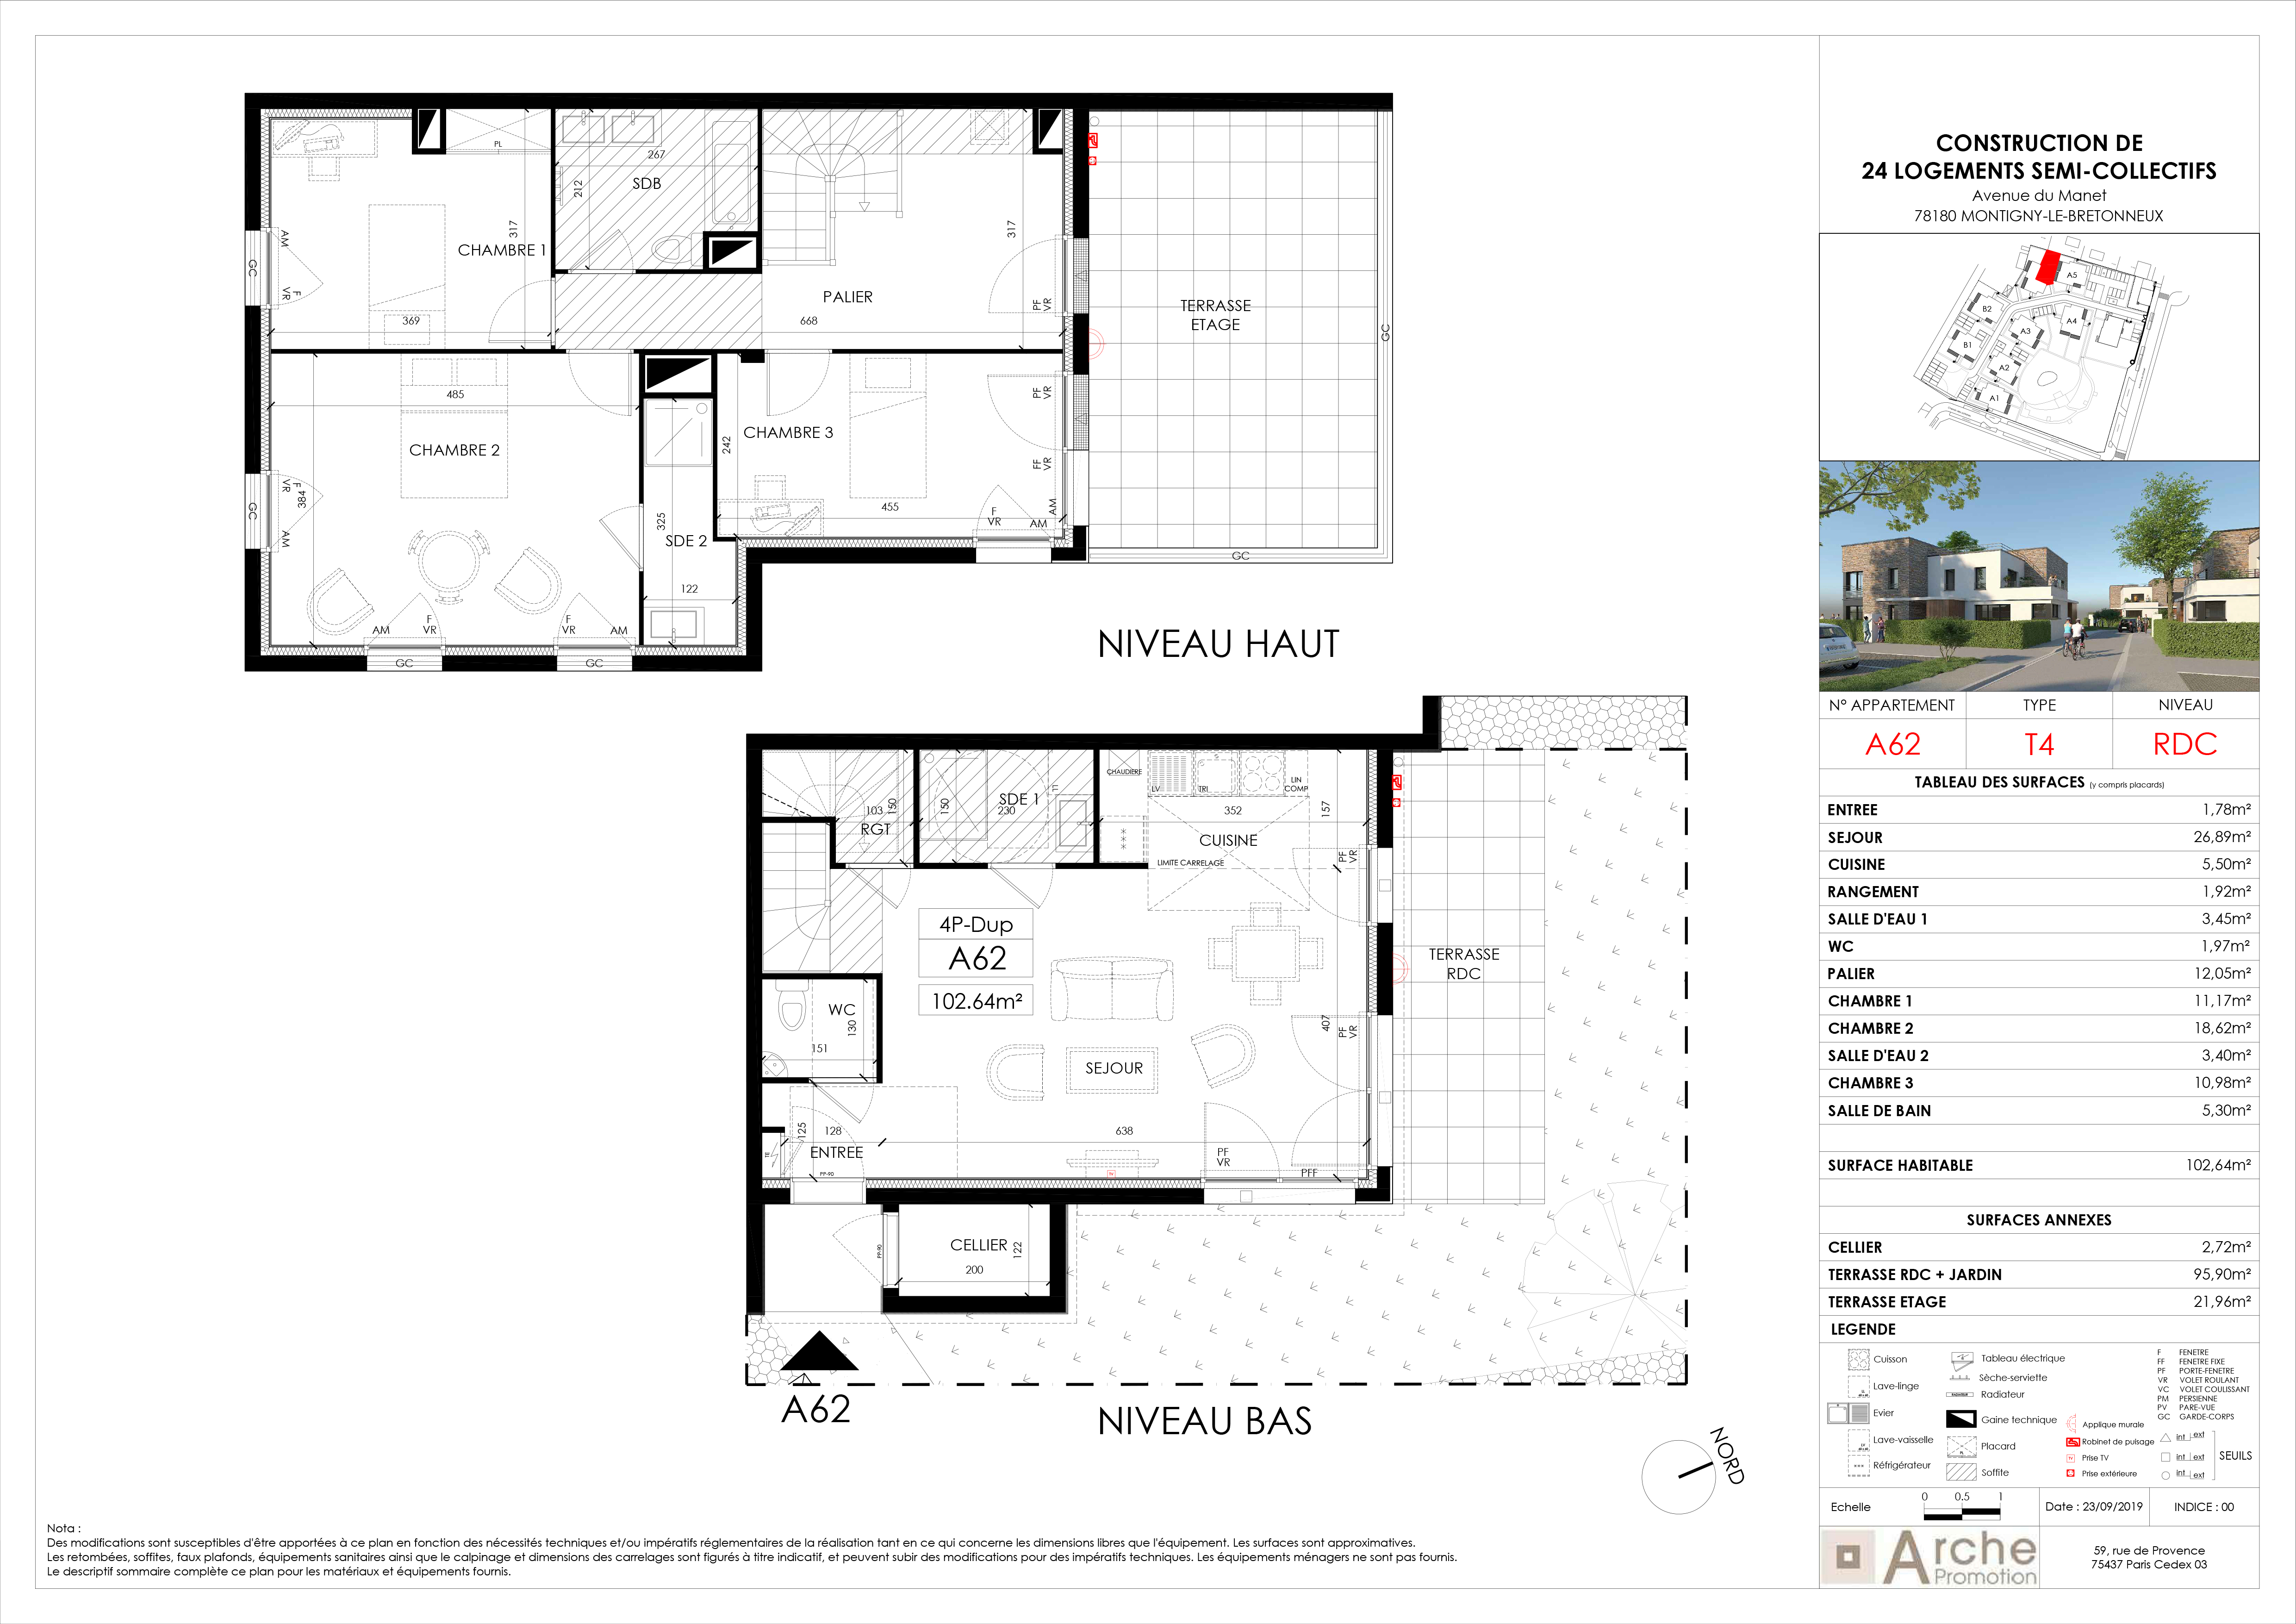 PL
267
SDB
212
317
CHAMBRE 1
317
AM
GC
F
VR
PALIER
369
668
PF
VR
TERRASSE
ETAGE
GC
485
PF
VR
CHAMBRE 2
CHAMBRE 3
242
FF
VR
GC
F
VR
384
AM
325
SDE 2
455
F
VR
AM
AM
GC
122
AM
F
VR
F
VR
AM
GC
GC
NIVEAU HAUT
CHAUDIERE
LV
TRI
LIN
COMP
103
150
RGT
150
SDE 1
230
352
157
CUISINE
LIMITE CARRELAGE
PF
VR
4P-Dup
A62
102.64m²
TERRASSE
RDC
WC
130
151
407
PF
VR
SEJOUR
125
128
638
TE
ENTREE
PP-90
TV
PF
VR
PFF
PP-90
CELLIER
122
200
A62
NIVEAU BAS
NORD
Nota :
Des modifications sont susceptibles d'être apportées à ce plan en fonction des nécessités techniques et/ou impératifs réglementaires de la réalisation tant en ce qui concerne les dimensions libres que l'équipement. Les surfaces sont approximatives.
Les retombées, soffites, faux plafonds, équipements sanitaires ainsi que le calpinage et dimensions des carrelages sont figurés à titre indicatif, et peuvent subir des modifications pour des impératifs techniques. Les équipements ménagers ne sont pas fournis.
Le descriptif sommaire complète ce plan pour les matériaux et équipements fournis.
CONSTRUCTION DE
24 LOGEMENTS SEMI-COLLECTIFS
Avenue du Manet
78180 MONTIGNY-LE-BRETONNEUX
A5
B2
A3
A4
B1
A2
A1
N° APPARTEMENT TYPE NIVEAU
A62 T4 RDC
TABLEAU DES SURFACES (y compris placards)
ENTREE 1,78m²
SEJOUR 26,89m²
CUISINE 5,50m²
RANGEMENT 1,92m²
SALLE D'EAU 1 3,45m²
WC 1,97m²
PALIER 12,05m²
CHAMBRE 1 11,17m²
CHAMBRE 2 18,62m²
SALLE D'EAU 2 3,40m²
CHAMBRE 3 10,98m²
SALLE DE BAIN 5,30m²
SURFACE HABITABLE 102,64m²
SURFACES ANNEXES
CELLIER 2,72m²
TERRASSE RDC + JARDIN 95,90m²
TERRASSE ETAGE 21,96m²
LEGENDE
Cuisson
Lave-linge
Evier
Lave-vaisselle
Réfrigérateur
Tableau électrique
Sèche-serviette
Radiateur
Gaine technique
Placard
Soffite
Applique murale
Robinet de puisage
Prise TV
Prise extérieure
F FENETRE
FF FENETRE FIXE
PF PORTE-FENETRE
VR VOLET ROULANT
VC VOLET COULISSANT
PM PERSIENNE
PV PARE-VUE
GC GARDE-CORPS
int ext
int ext
int ext
SEUILS
Echelle 0 0.5 1
Date : 23/09/2019
INDICE : 00
Arche
Promotion
59, rue de Provence
75437 Paris Cedex 03